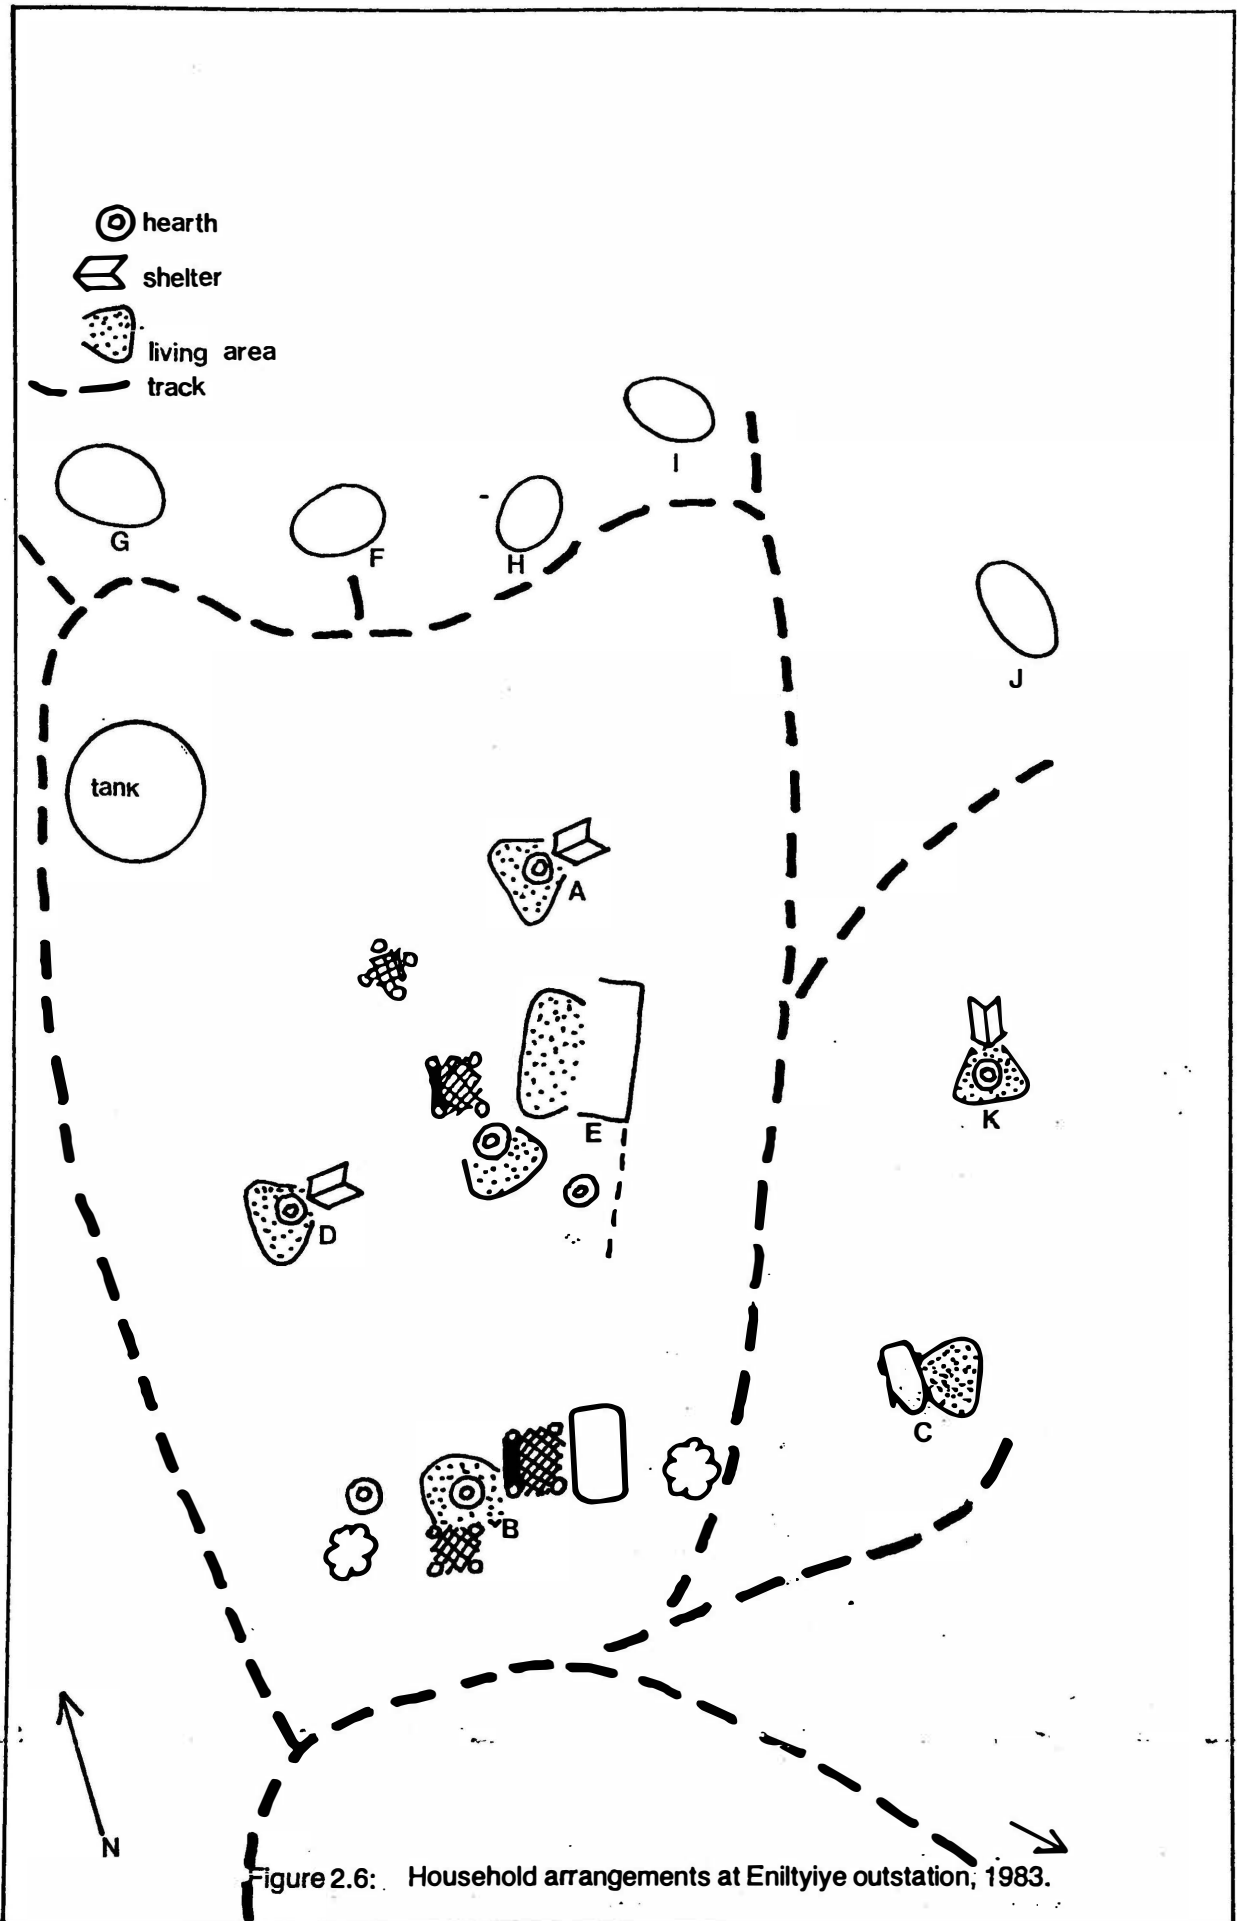 hearth
shelter
living area
track
I
G
F
H
J
tank
A
K
E
D
C
B
N
Figure 2.6: Household arrangements at Eniltyiye outstation, 1983.